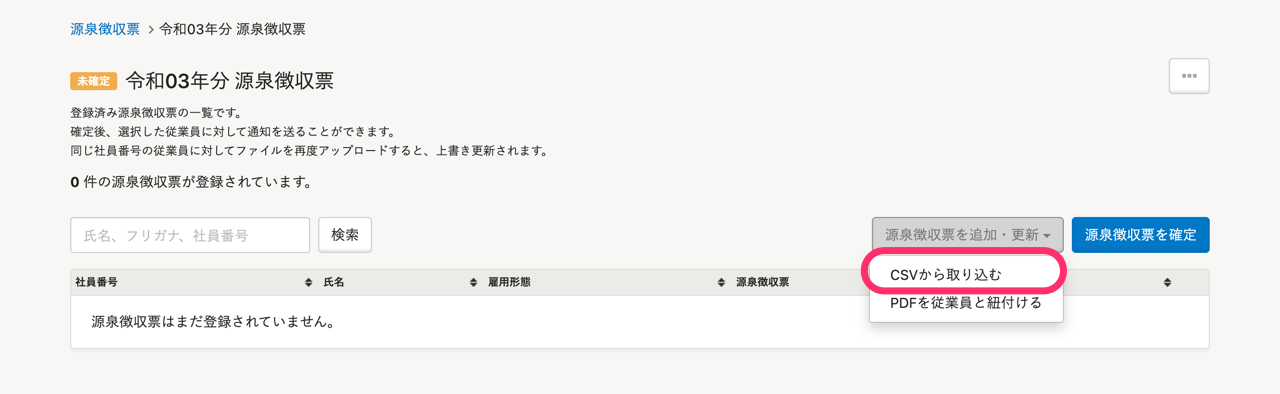 源泉徴収票 > 令和03年分 源泉徴収票
未確定 令和03年分 源泉徴収票
登録済み源泉徴収票の一覧です。
確定後、選択した従業員に対して通知を送ることができます。
同じ社員番号の従業員に対してファイルを再度アップロードすると、上書き更新されます。
0 件の源泉徴収票が登録されています。
氏名、フリガナ、社員番号 検索 源泉徴収票を追加・更新 源泉徴収票を確定
CSVから取り込む
PDFを従業員と紐付ける
社員番号 氏名 雇用形態 源泉徴収票
源泉徴収票はまだ登録されていません。